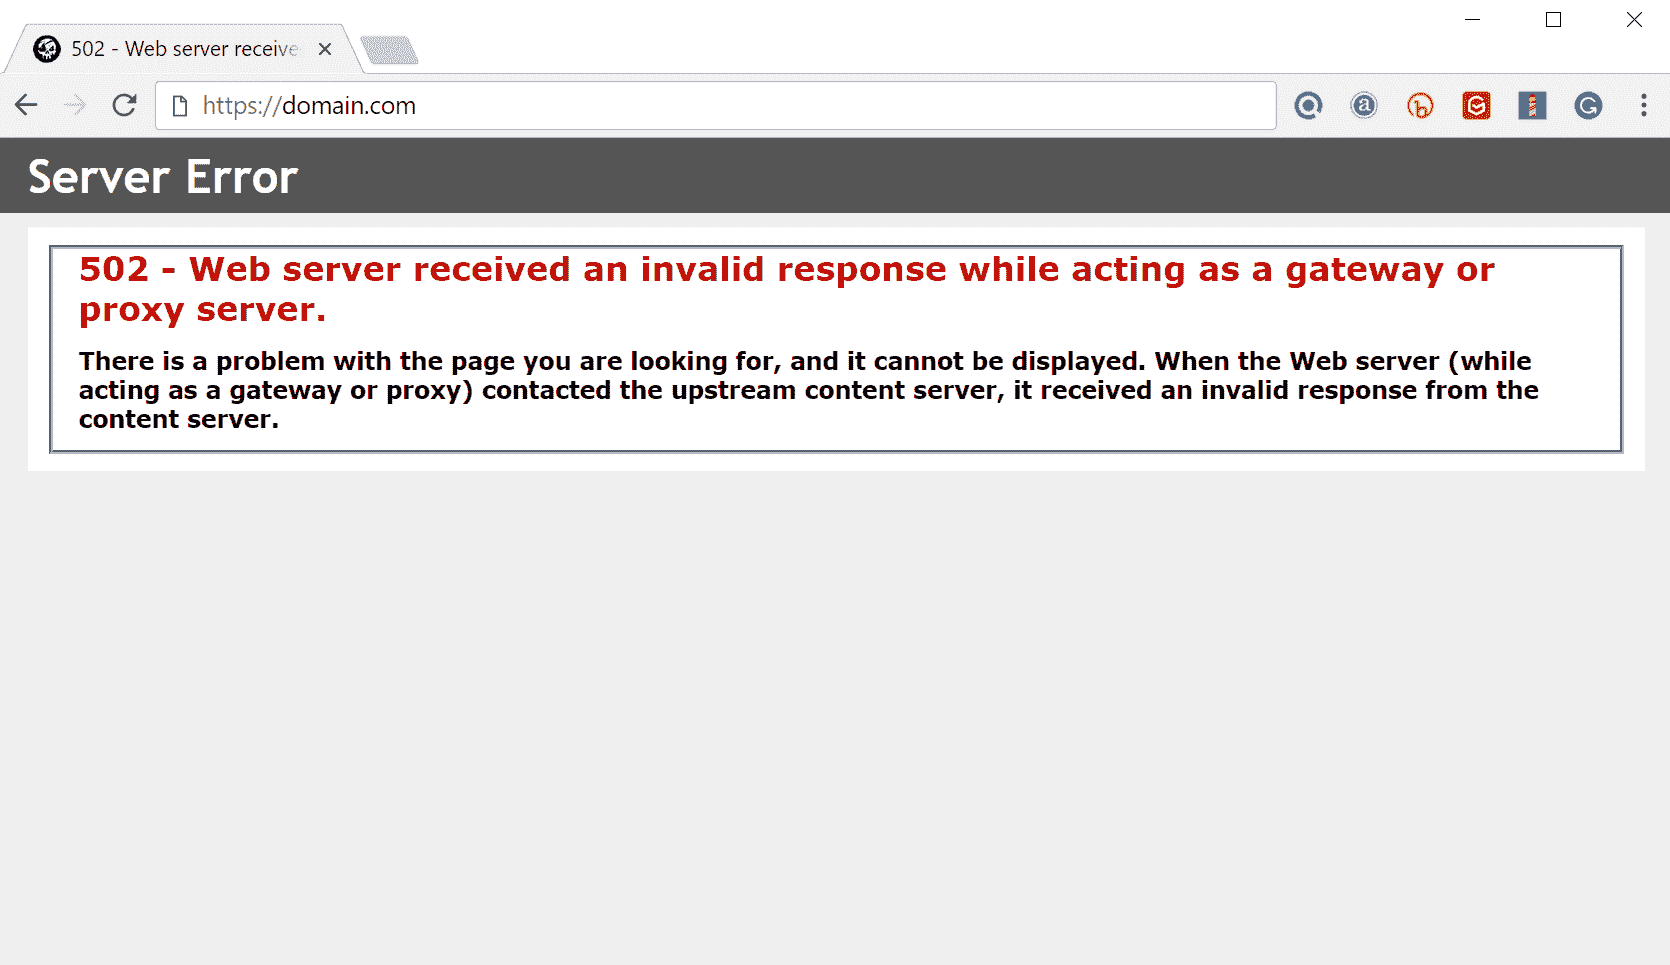 502 - Web server receive
https://domain.com
Server Error
502 - Web server received an invalid response while acting as a gateway or
proxy server.
There is a problem with the page you are looking for, and it cannot be displayed. When the Web server (while
acting as a gateway or proxy) contacted the upstream content server, it received an invalid response from the
content server.